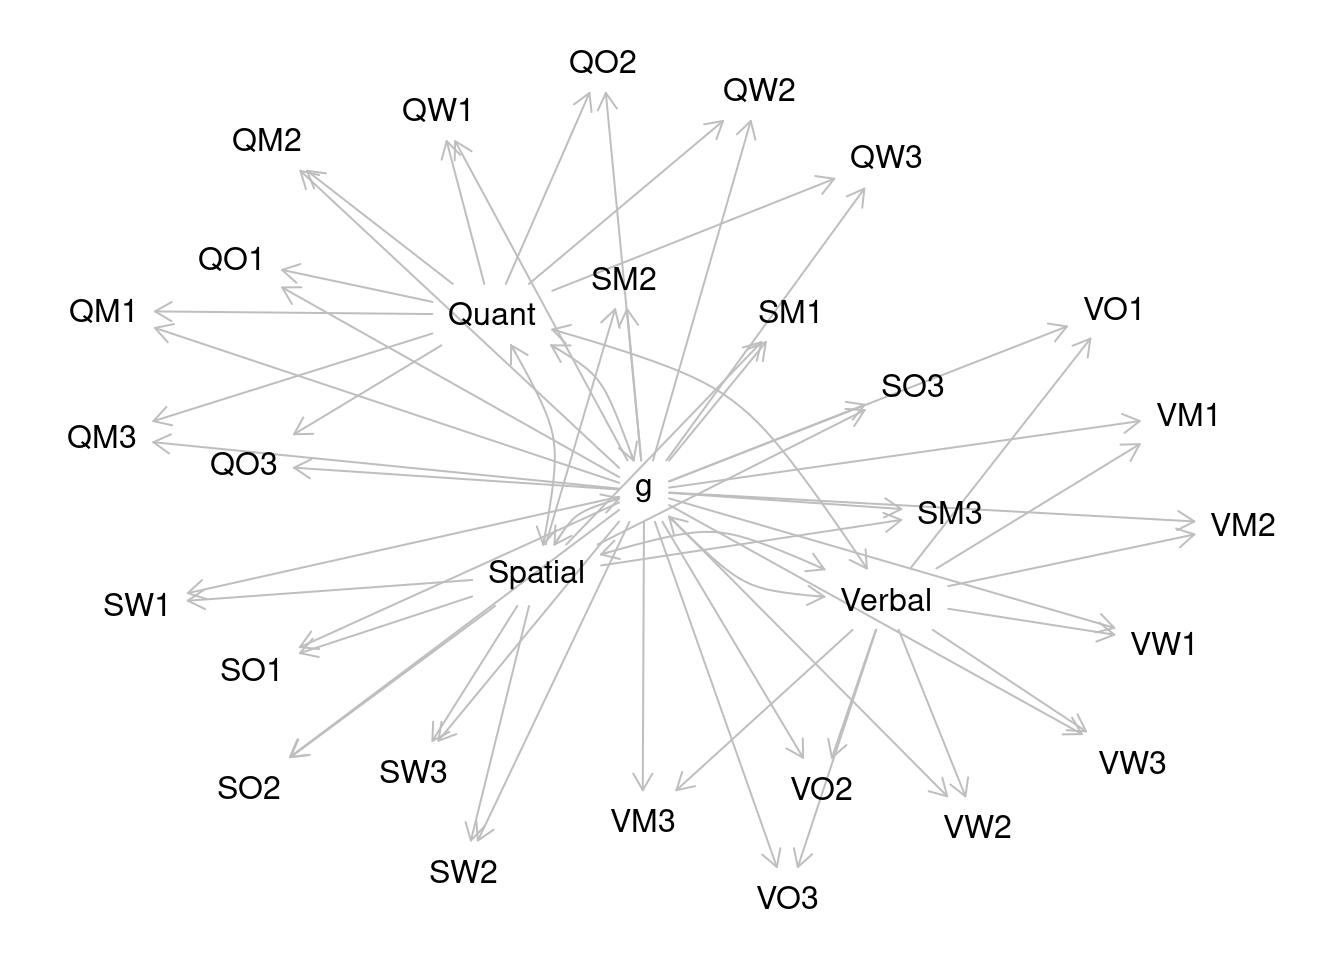 QO2
QW2
QW1
QM2
QW3
QO1
SM2
QM1
Quant
SM1
VO1
SO3
VM1
QM3
QO3
g
SM3
VM2
Spatial
Verbal
SW1
VW1
SO1
VW3
SW3
SO2
VO2
VM3
VW2
SW2
VO3